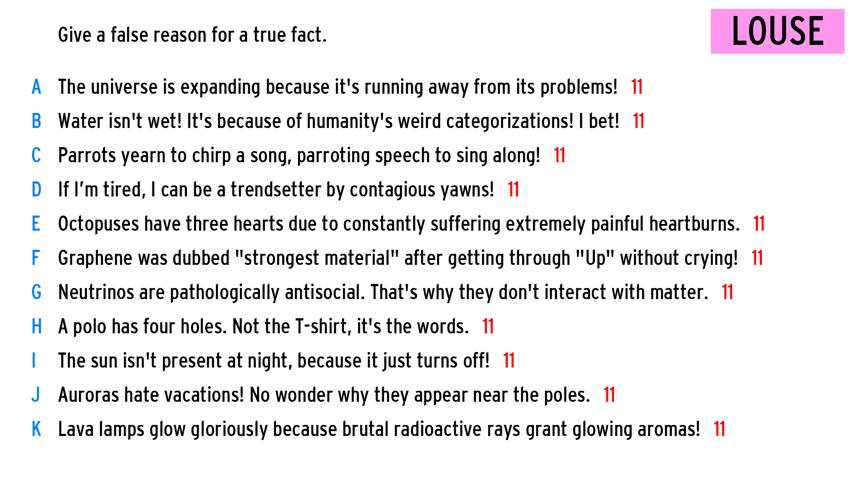 Give a false reason for a true fact.
LOUSE
A The universe is expanding because it's running away from its problems! 11
B Water isn't wet! It's because of humanity's weird categorizations! I bet! 11
C Parrots yearn to chirp a song, parroting speech to sing along! 11
D If I'm tired, I can be a trendsetter by contagious yawns! 11
E Octopuses have three hearts due to constantly suffering extremely painful heartburns. 11
F Graphene was dubbed "strongest material" after getting through "Up" without crying! 11
G Neutrinos are pathologically antisocial. That's why they don't interact with matter. 11
H A polo has four holes. Not the T-shirt, it's the words. 11
I The sun isn't present at night, because it just turns off! 11
J Auroras hate vacations! No wonder why they appear near the poles. 11
K Lava lamps glow gloriously because brutal radioactive rays grant glowing aromas! 11